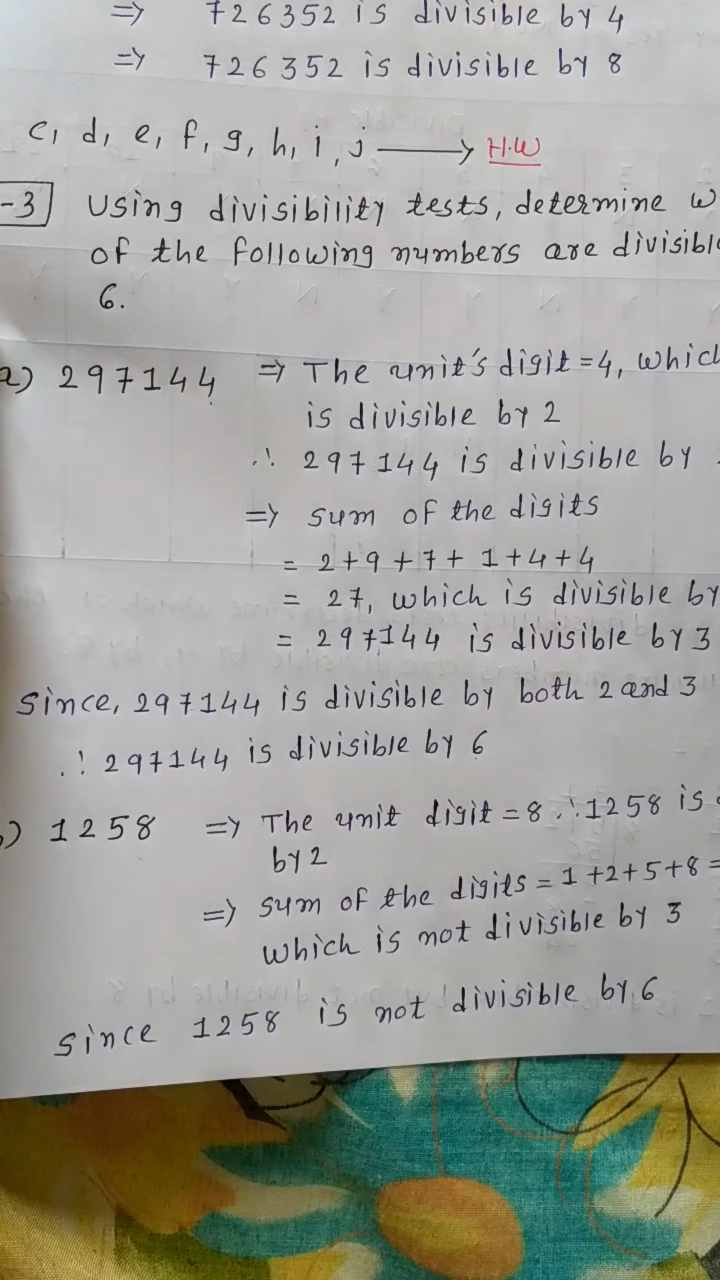 => 726352 is divisible by 4
=> 726352 is divisible by 8
c, d, e, f, g, h, i, j ⟶ H.W
-3] Using divisibility tests, determine w
of the following numbers are divisible
6.
a) 297144 => The unit's digit = 4, which
is divisible by 2
∴ 297144 is divisible by
=> sum of the digits
= 2+9+7+1+4+4
= 27, which is divisible by
= 297144 is divisible by 3
since, 297144 is divisible by both 2 and 3
∴ 297144 is divisible by 6
) 1258 => The unit digit = 8 ∴ 1258 is
by 2
=> sum of the digits = 1+2+5+8 =
which is not divisible by 3
since 1258 is not divisible by 6